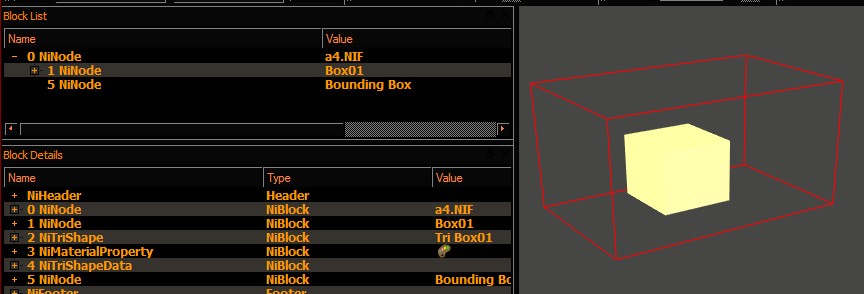 Block List
Name Value
0 NiNode a4.NIF
1 NiNode Box01
5 NiNode Bounding Box
Block Details
Name Type Value
NiHeader Header
0 NiNode NiBlock a4.NIF
1 NiNode NiBlock Box01
2 NiTriShape NiBlock Tri Box01
3 NiMaterialProperty NiBlock
4 NiTriShapeData NiBlock
5 NiNode NiBlock Bounding Bo
NiFooter Footer